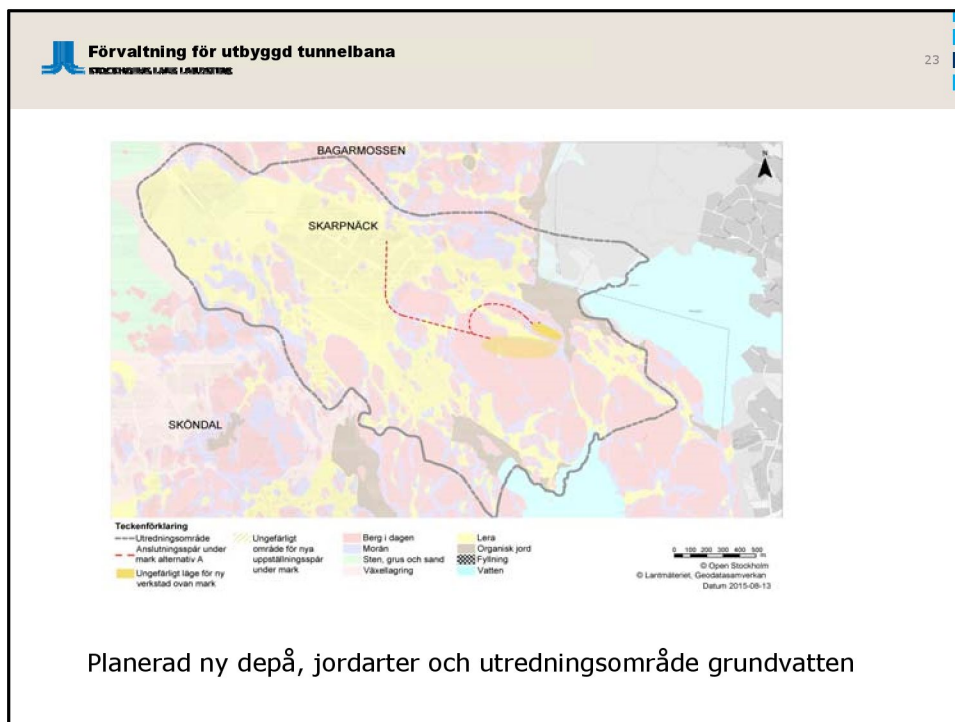 Förvaltning för utbyggd tunnelbana
STOCKHOLMS LÄNS LANDSTING
23
BAGARMOSSEN
N
SKARPNÄCK
SKÖNDAL
Teckenförklaring
Utredningsområde
Anslutningsspår under
mark alternativ A
Ungefärligt läge för ny
verkstad ovan mark
Ungefärligt
område för nya
uppställningsspår
under mark
Berg i dagen
Morän
Sten, grus och sand
Växellagring
Lera
Organisk jord
Fyllning
Vatten
0 100 200 300 400 500
m
© Open Stockholm
© Lantmäteriet, Geodatasamverkan
Datum 2015-08-13
Planerad ny depå, jordarter och utredningsområde grundvatten